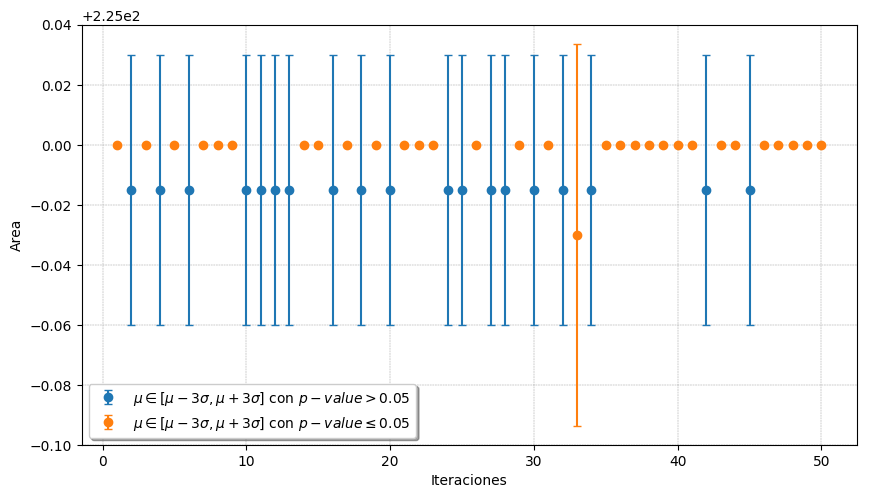 +2.25e2
0.04
0.02
0.00
−0.02
−0.04
−0.06
−0.08
−0.10
Area
μ ∈ [μ − 3σ, μ + 3σ] con p − value > 0.05
μ ∈ [μ − 3σ, μ + 3σ] con p − value ≤ 0.05
0 10 20 30 40 50
Iteraciones